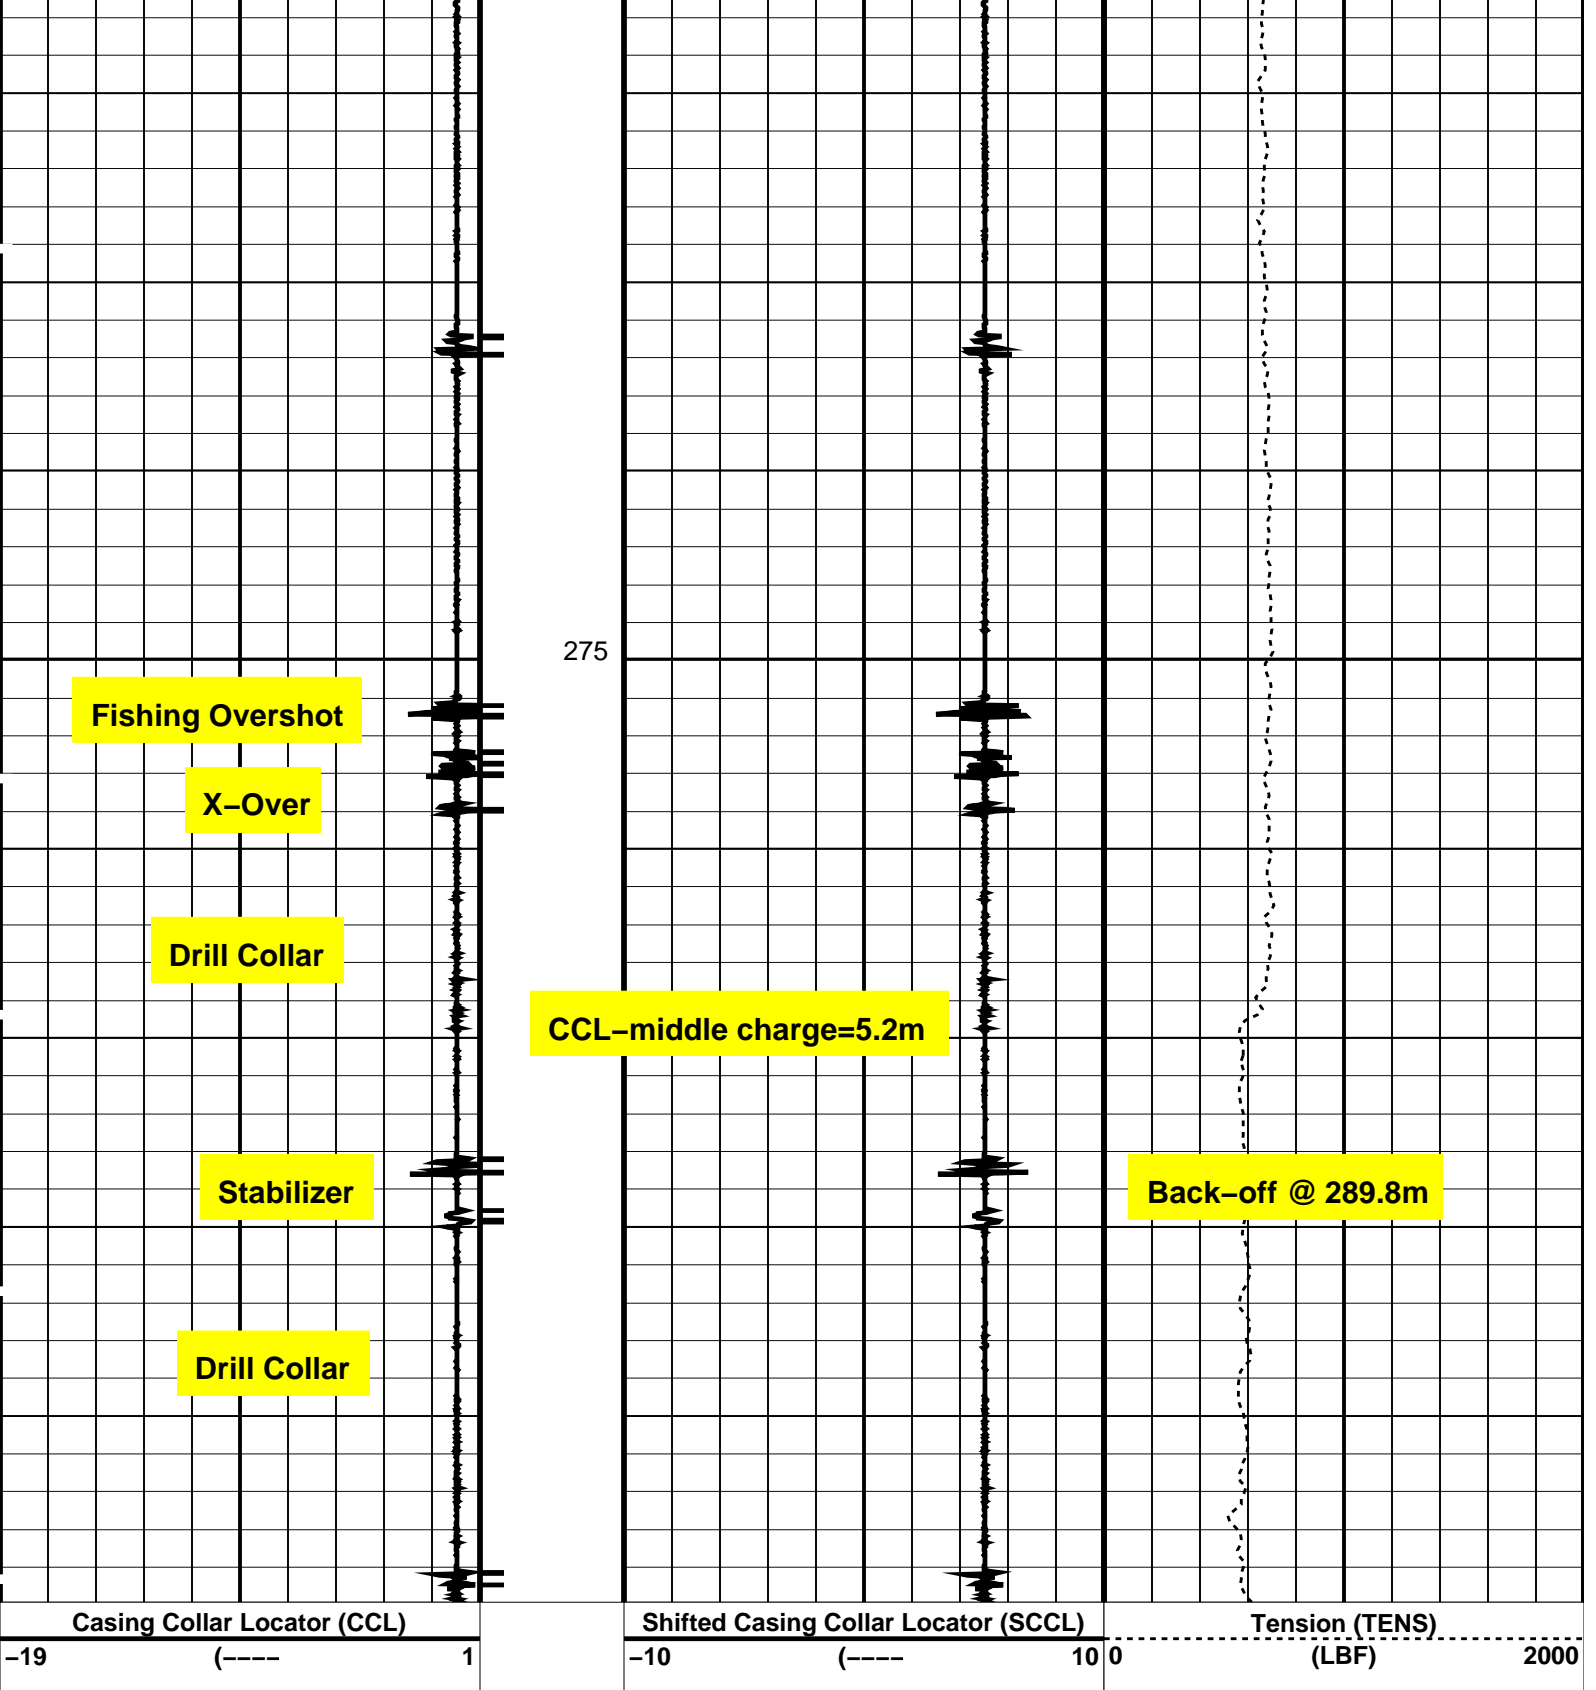 275
Fishing Overshot
X–Over
Drill Collar
CCL–middle charge=5.2m
Stabilizer
Back–off @ 289.8m
Drill Collar
Casing Collar Locator (CCL)
–19 (–––– 1
Shifted Casing Collar Locator (SCCL)
–10 (–––– 10
Tension (TENS)
0 (LBF) 2000